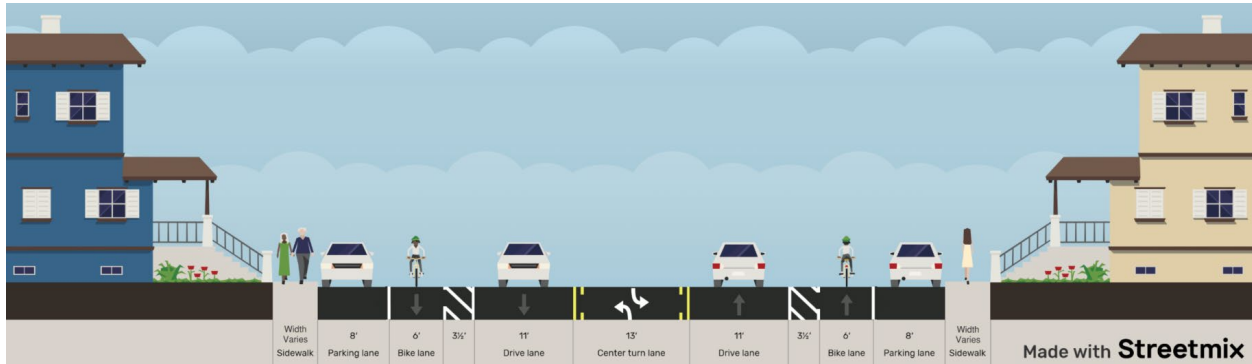 Width
Varies
Sidewalk
8'
Parking lane
6'
Bike lane
3½'
11'
Drive lane
13'
Center turn lane
11'
Drive lane
3½'
6'
Bike lane
8'
Parking lane
Width
Varies
Sidewalk
Made with Streetmix